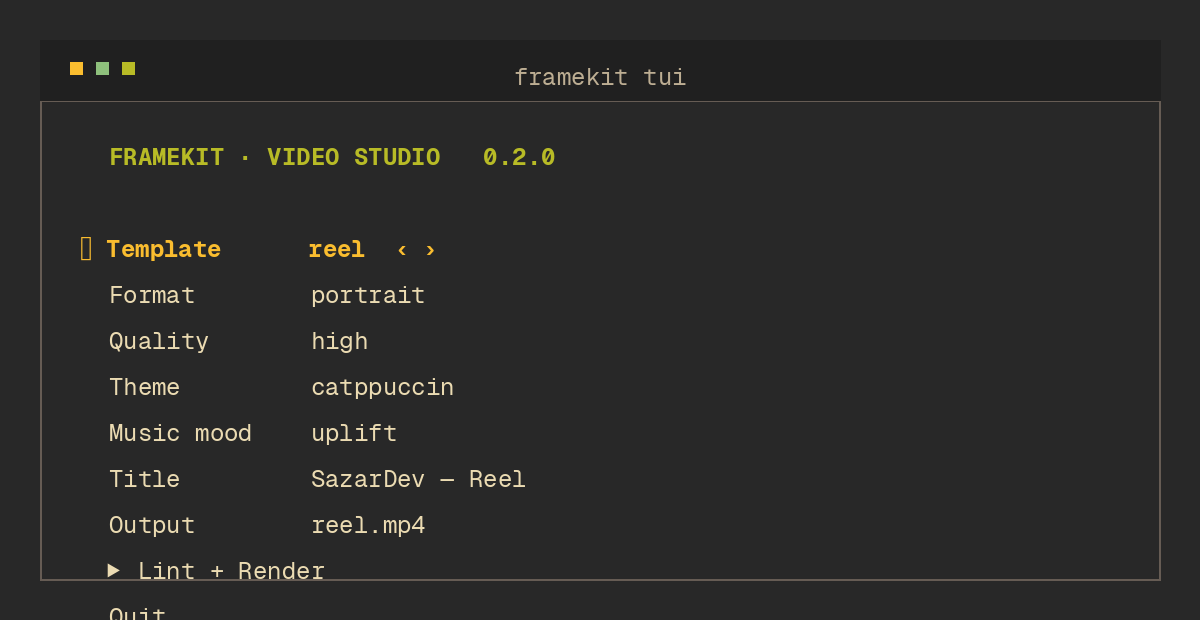 framekit tui
FRAMEKIT · VIDEO STUDIO 0.2.0
Template reel ‹ ›
Format portrait
Quality high
Theme catppuccin
Music mood uplift
Title SazarDev — Reel
Output reel.mp4
▶ Lint + Render
Quit